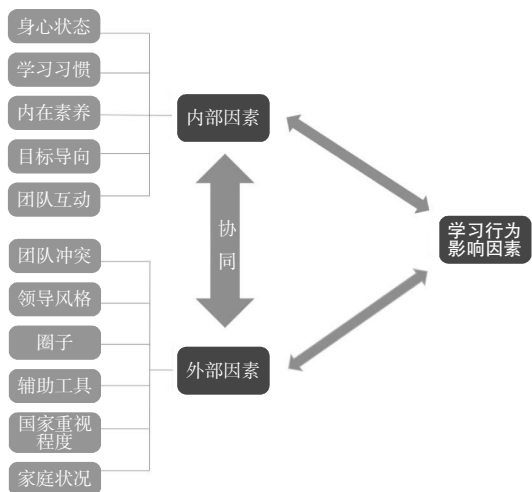 身心状态
学习习惯
内在素养
目标导向
团队互动
内部因素
协
同
团队冲突
领导风格
圈子
辅助工具
国家重视
程度
家庭状况
外部因素
学习行为
影响因素